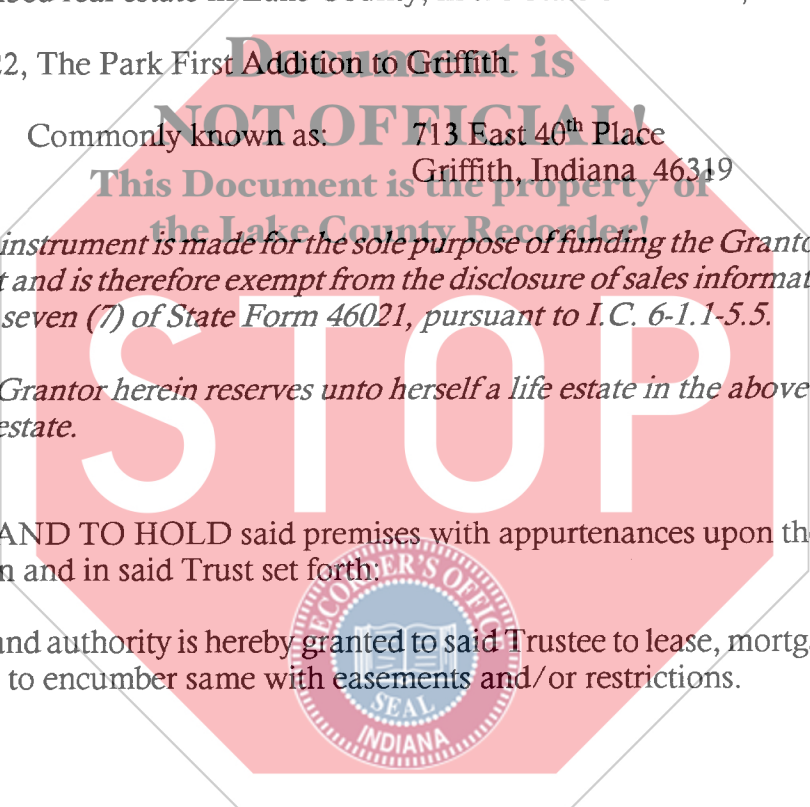 22, The Park First Addition to Griffith.
Document is
NOT OFFICIAL!
Commonly known as: 713 East 40th Place
Griffith, Indiana 46319
This Document is the property of
the Lake County Recorder!
instrument is made for the sole purpose of funding the Granto
t and is therefore exempt from the disclosure of sales informat
seven (7) of State Form 46021, pursuant to I.C. 6-1.1-5.5.
STOP
Grantor herein reserves unto herself a life estate in the above
estate.
AND TO HOLD said premises with appurtenances upon the
n and in said Trust set forth:
RECORDER'S OFFICE
and authority is hereby granted to said Trustee to lease, mortga
to encumber same with easements and/or restrictions.
SEAL
INDIANA